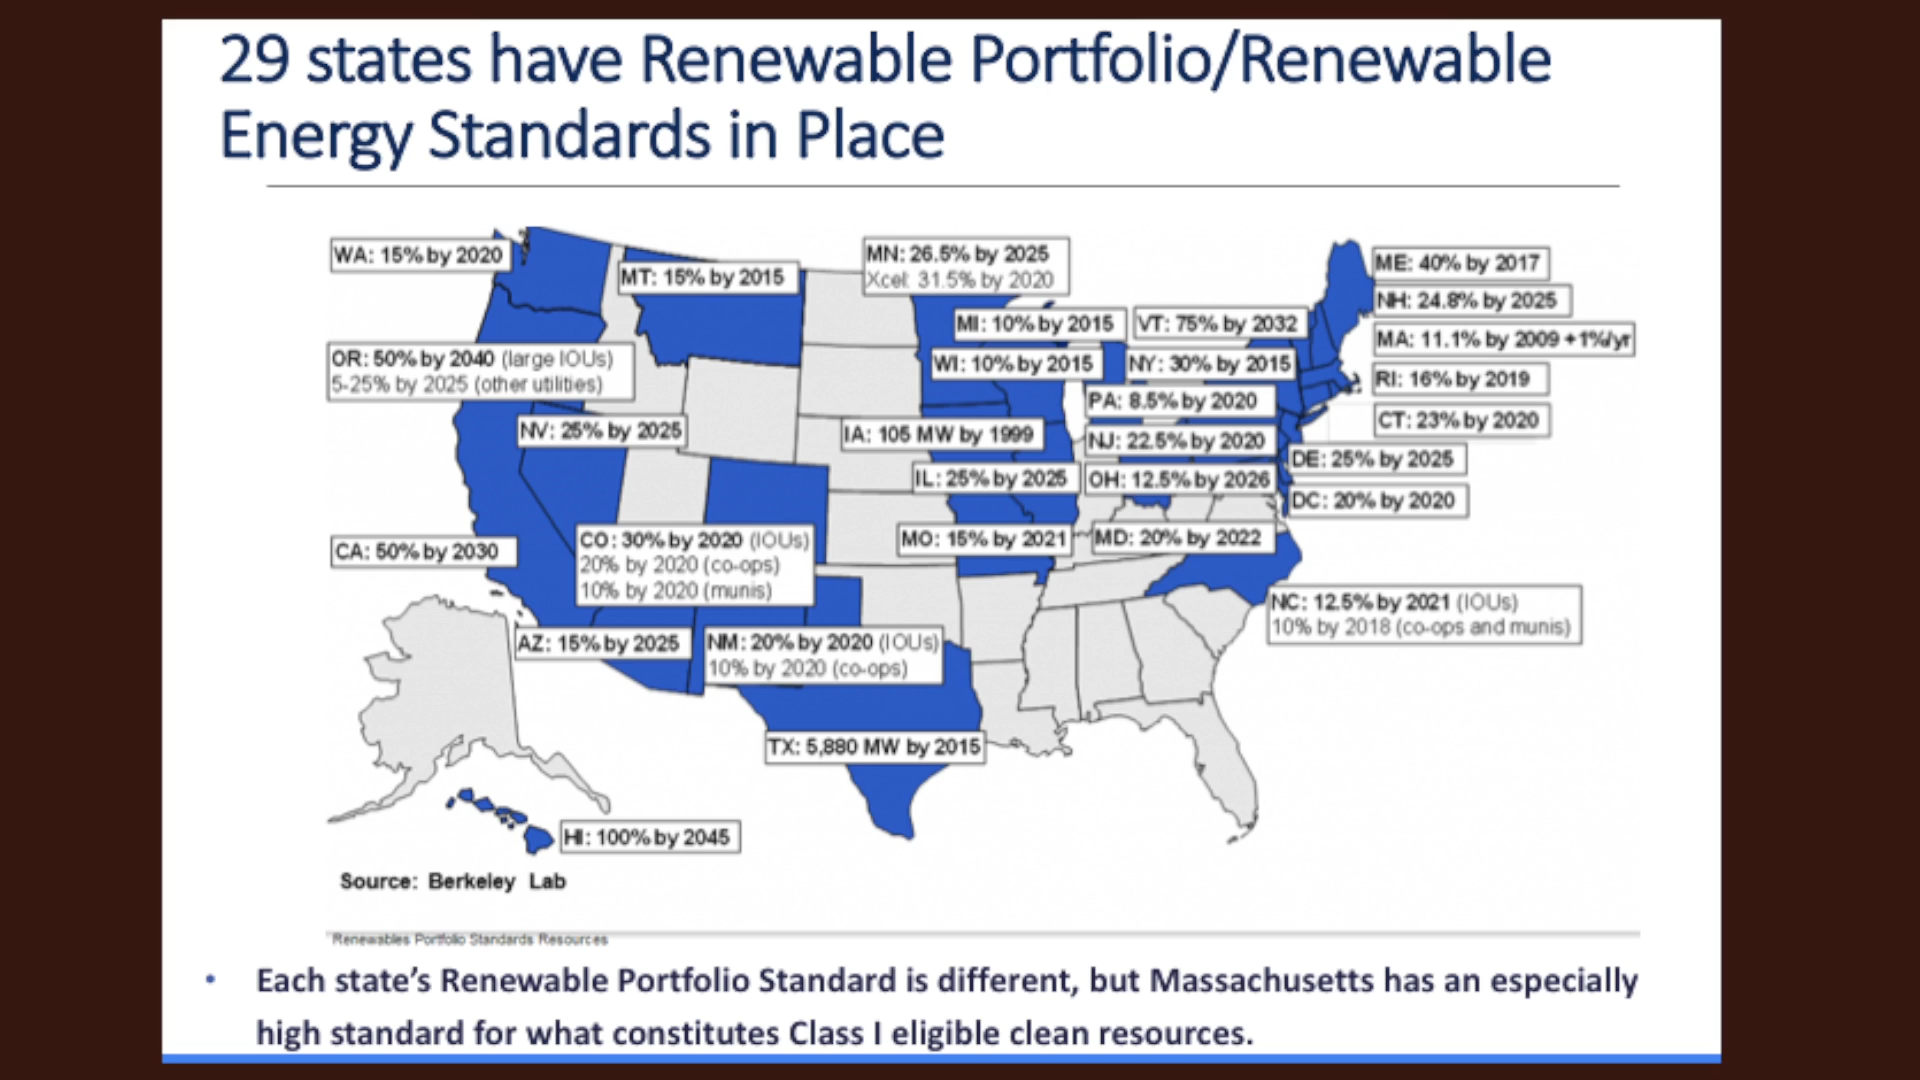 29 states have Renewable Portfolio/Renewable
Energy Standards in Place
WA: 15% by 2020
MT: 15% by 2015
MN: 26.5% by 2025
Xcel: 31.5% by 2020
ME: 40% by 2017
NH: 24.8% by 2025
MI: 10% by 2015
VT: 75% by 2032
MA: 11.1% by 2009 +1%/yr
OR: 50% by 2040 (large IOUs)
5-25% by 2025 (other utilities)
WI: 10% by 2015
NY: 30% by 2015
RI: 16% by 2019
PA: 8.5% by 2020
CT: 23% by 2020
NV: 25% by 2025
IA: 105 MW by 1999
NJ: 22.5% by 2020
DE: 25% by 2025
IL: 25% by 2025
OH: 12.5% by 2026
DC: 20% by 2020
CA: 50% by 2030
CO: 30% by 2020 (IOUs)
20% by 2020 (co-ops)
10% by 2020 (munis)
MO: 15% by 2021
MD: 20% by 2022
NC: 12.5% by 2021 (IOUs)
10% by 2018 (co-ops and munis)
AZ: 15% by 2025
NM: 20% by 2020 (IOUs)
10% by 2020 (co-ops)
TX: 5,880 MW by 2015
HI: 100% by 2045
Source: Berkeley Lab
Renewables Portfolio Standards Resources
• Each state's Renewable Portfolio Standard is different, but Massachusetts has an especially
high standard for what constitutes Class I eligible clean resources.